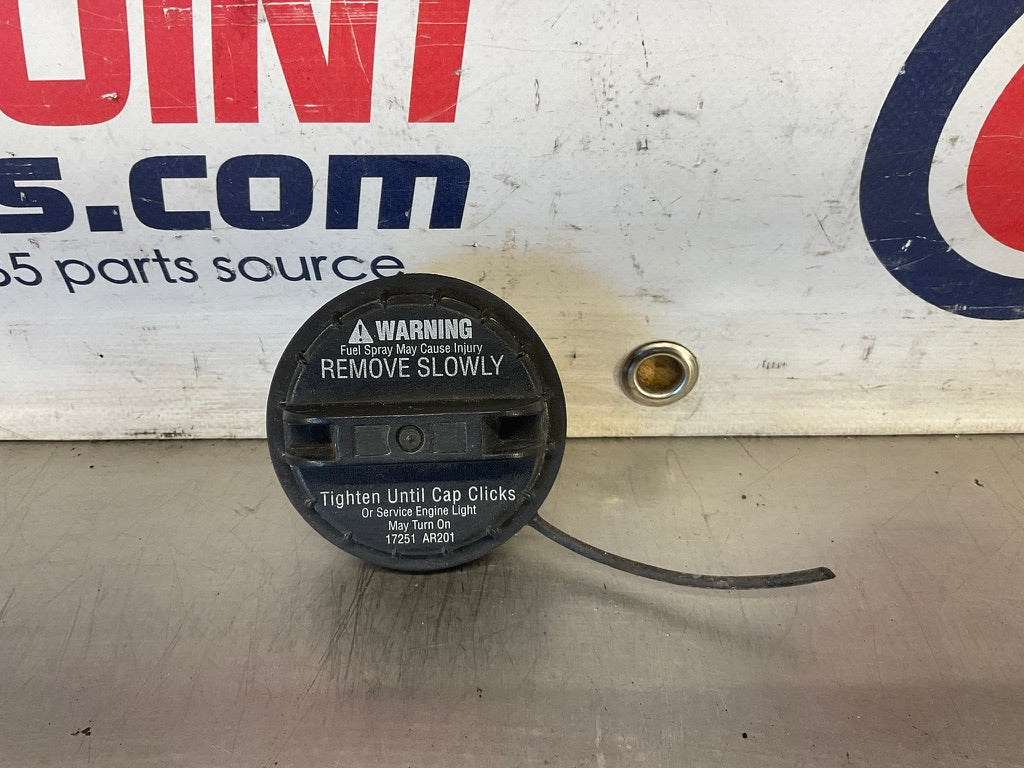 OINT
s.com
35 parts source
WARNING
Fuel Spray May Cause Injury
REMOVE SLOWLY
Tighten Until Cap Clicks
Or Service Engine Light
May Turn On
17251 AR201